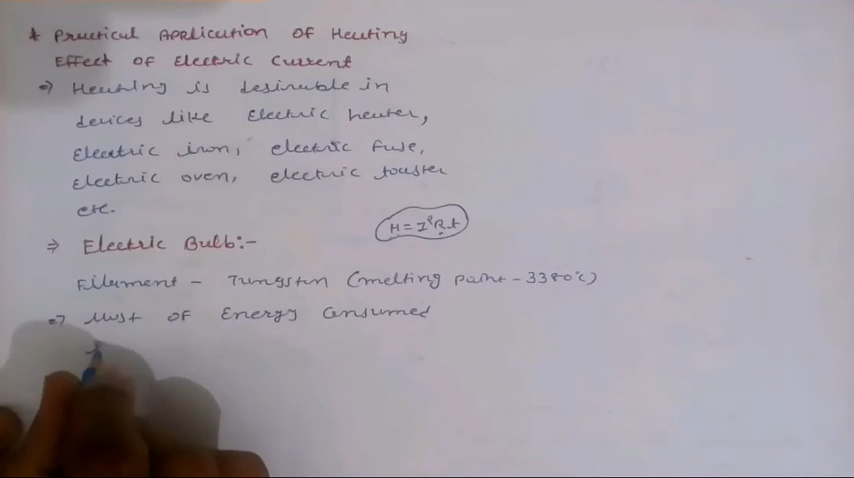 * Practical Application of Heating
Effect of Electric Current
⇒ Heating is desirable in
devices like Electric heater,
Electric iron, electric fuse,
Electric oven, electric toaster
etc.
H = I²Rt
⇒ Electric Bulb:-
Filament - Tungsten (melting point - 3380°C)
⇒ Most of Energy Consumed